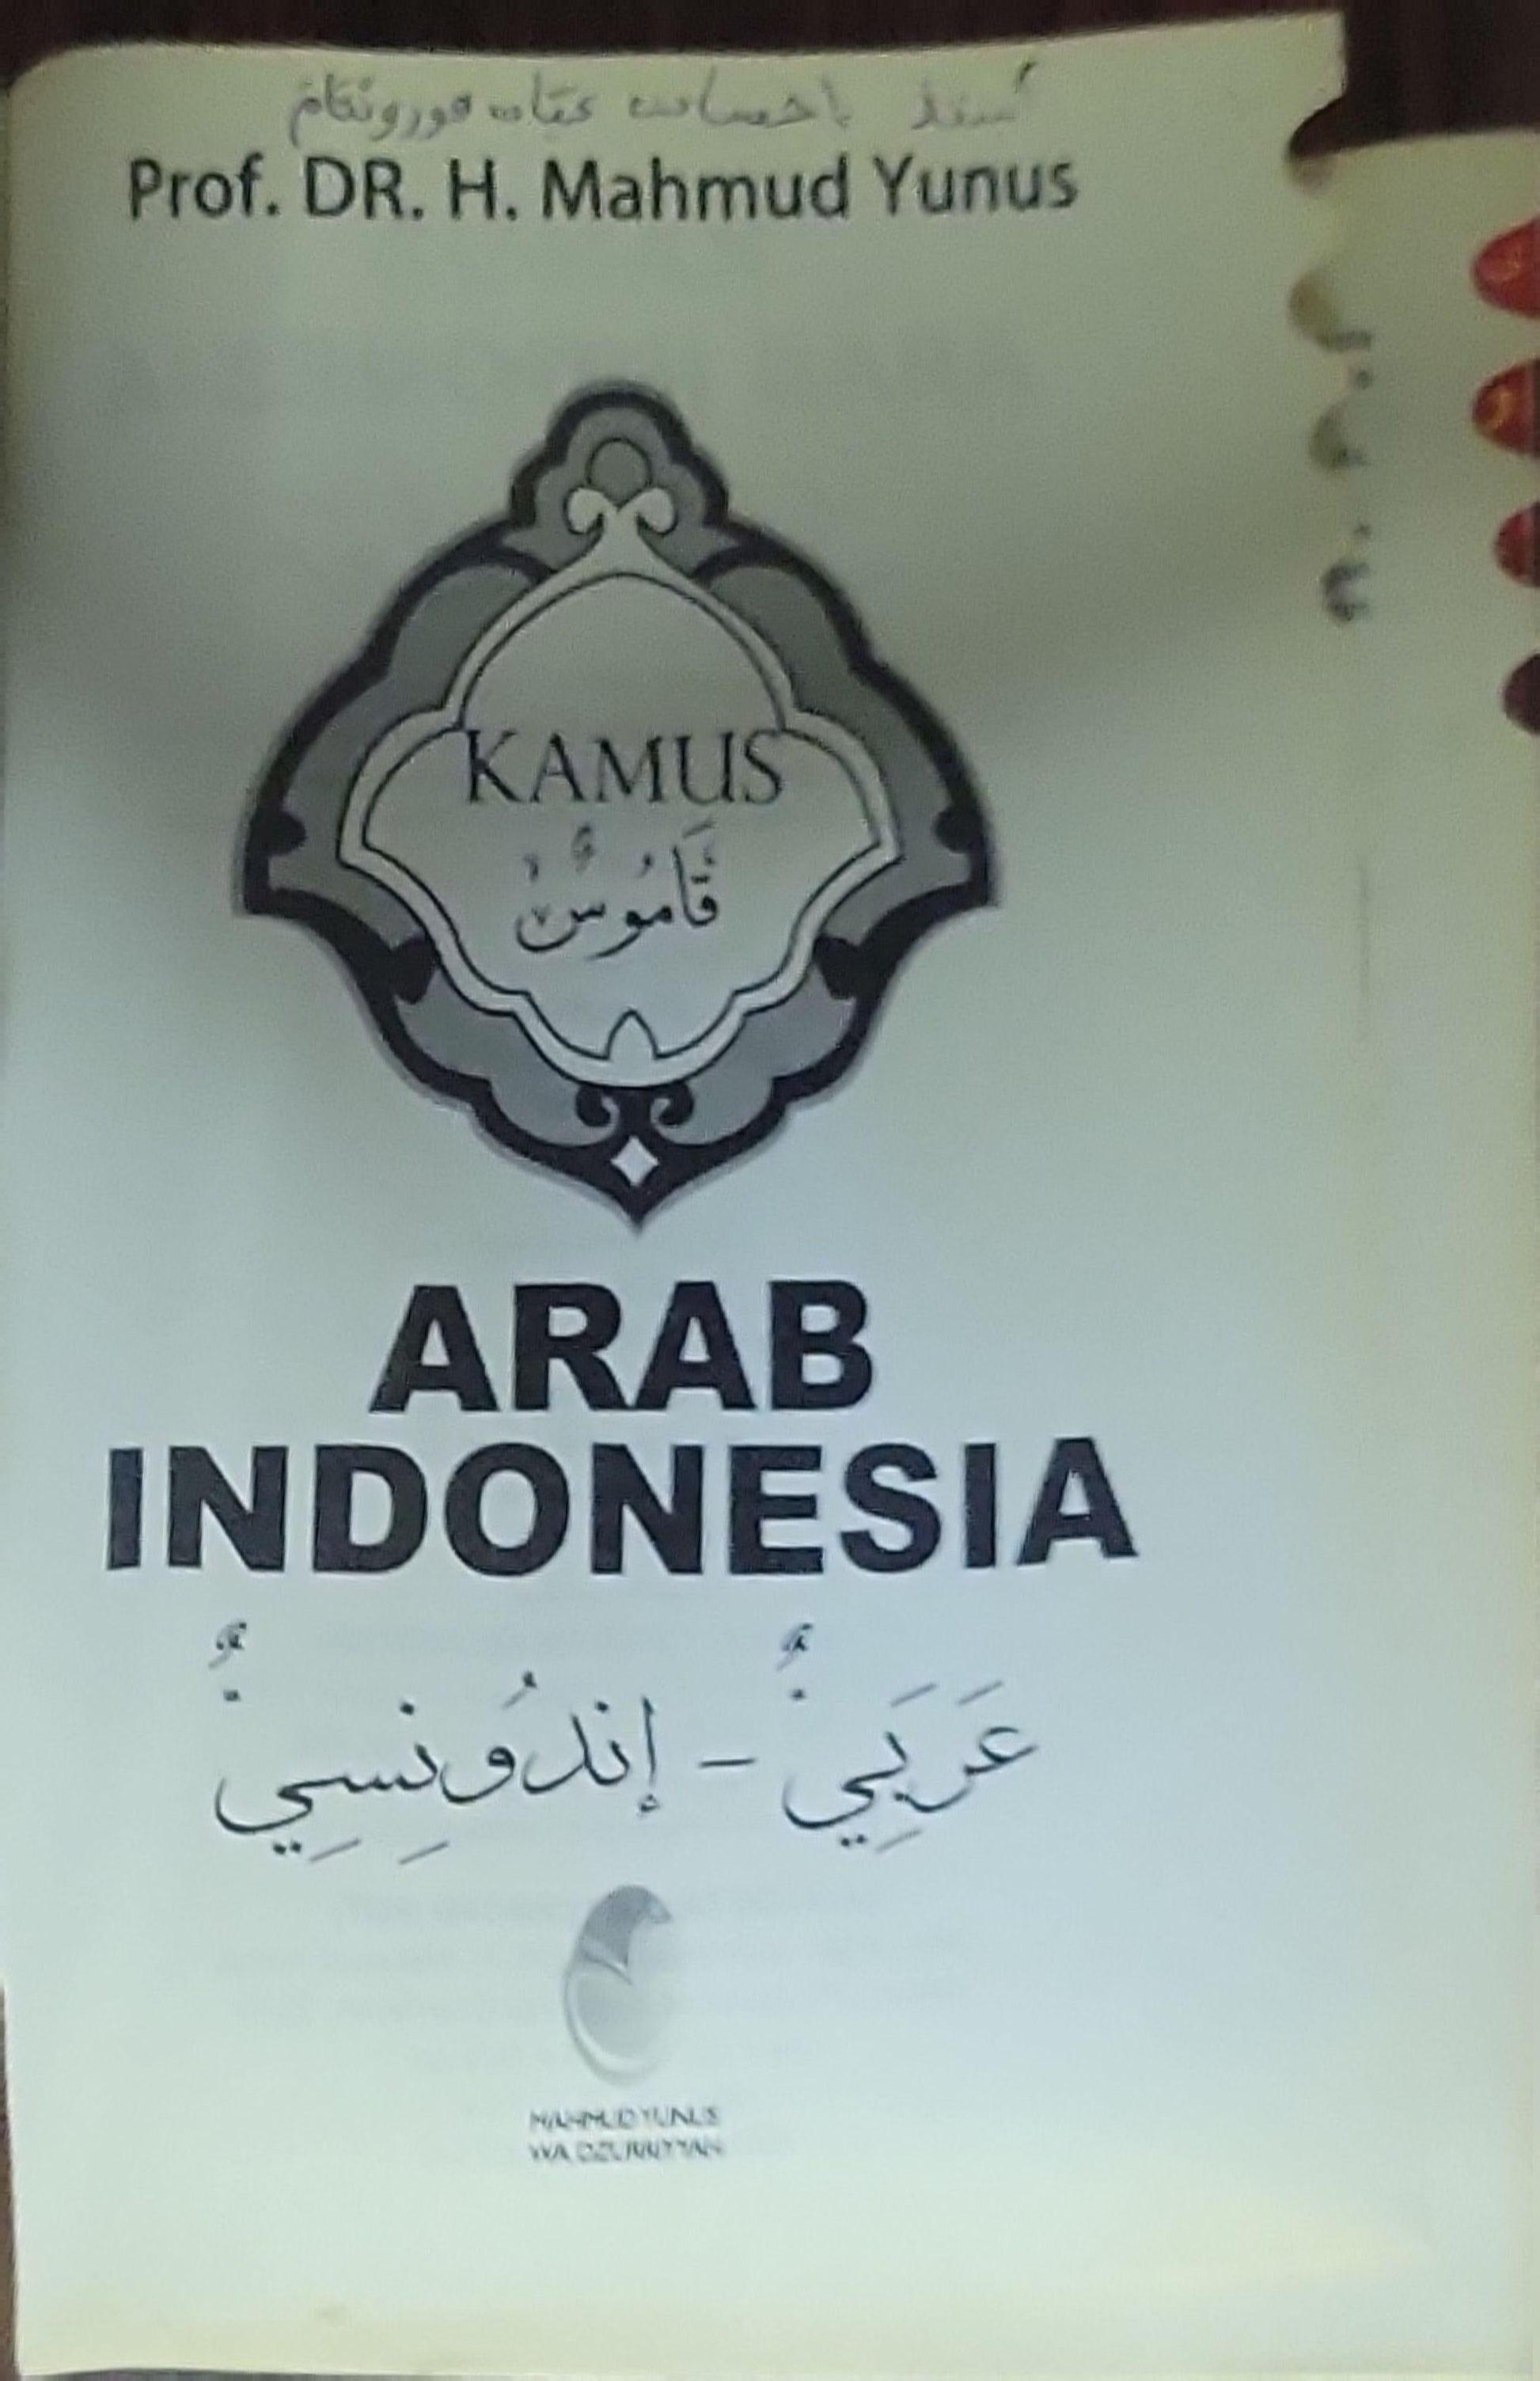 Prof. DR. H. Mahmud Yunus
KAMUS
قَامُوْسٌ
ARAB
INDONESIA
عَرَبِيٌّ - إِنْدُوْنِسِيٌّ
MAHMUD YUNUS
WA DZURRIYYAH